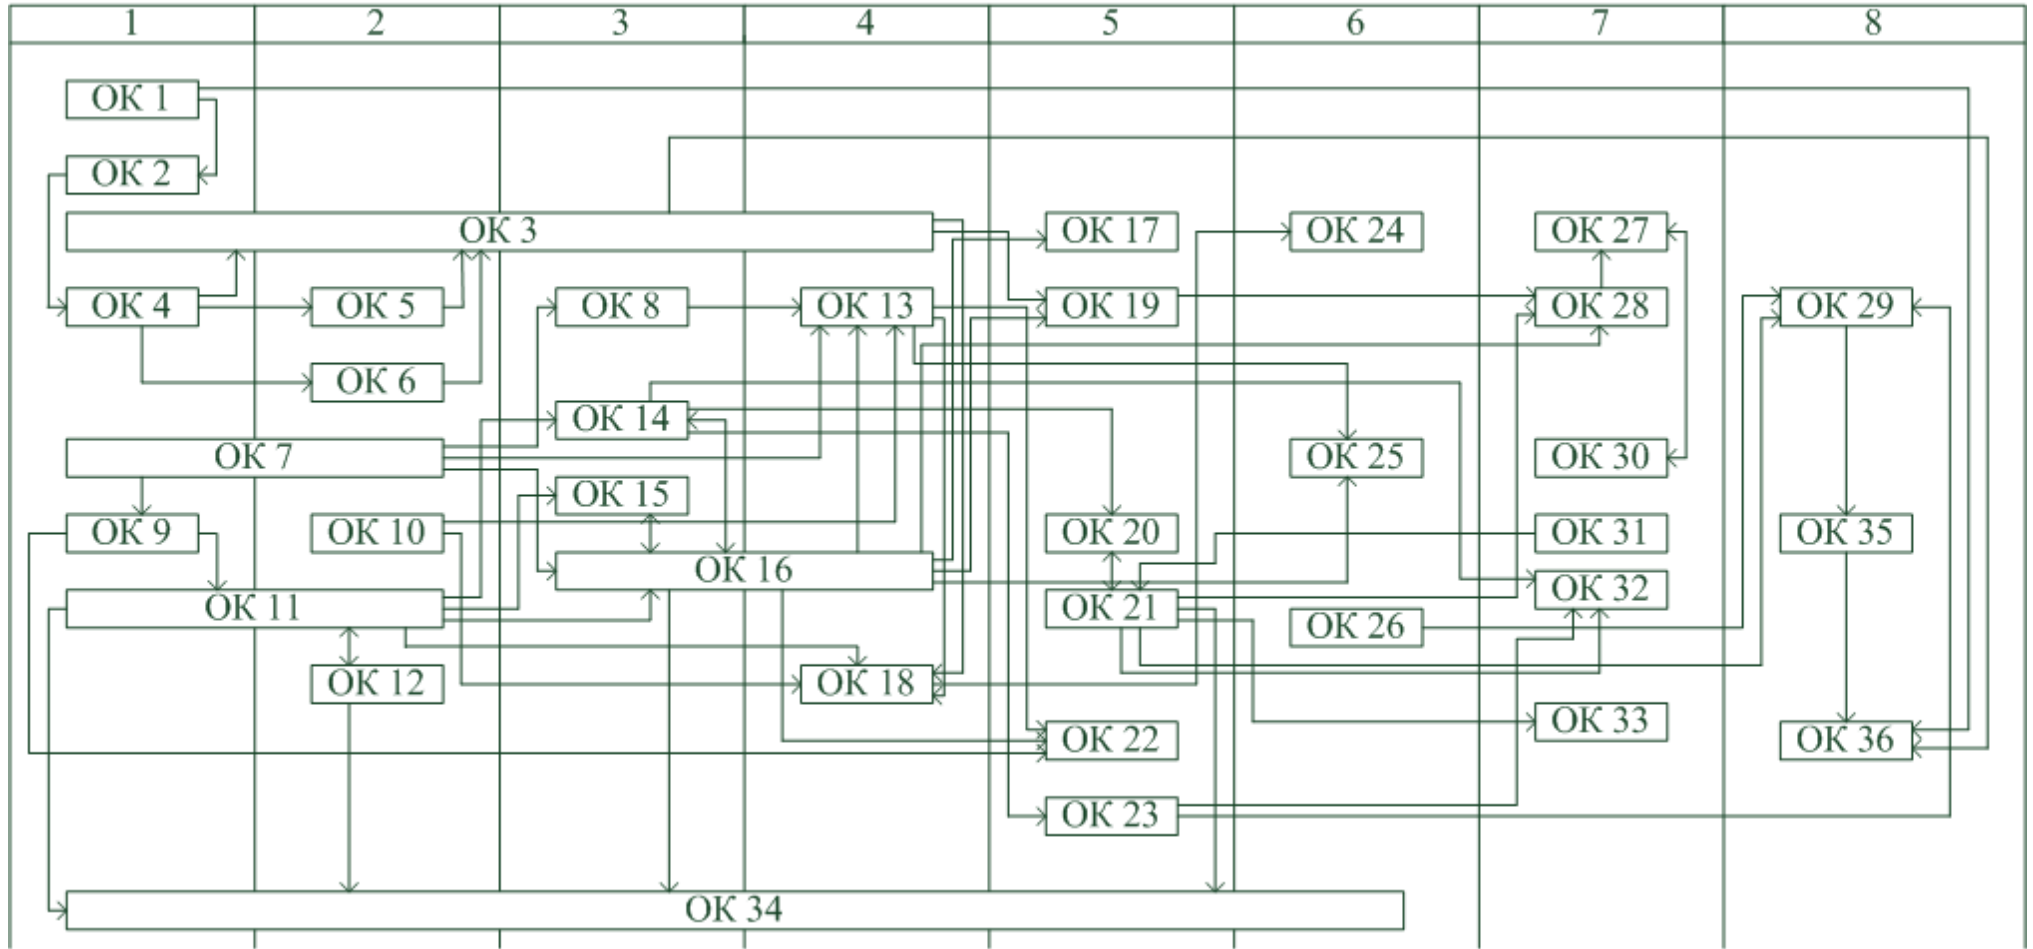 1 2 3 4 5 6 7 8
ОК 1
ОК 2
ОК 3 ОК 17 ОК 24 ОК 27
ОК 4 ОК 5 ОК 8 ОК 13 ОК 19 ОК 28 ОК 29
ОК 6
ОК 14
ОК 7 ОК 25 ОК 30
ОК 15
ОК 9 ОК 10 ОК 20 ОК 31 ОК 35
ОК 16 ОК 32
ОК 11 ОК 21 ОК 26
ОК 12 ОК 18
ОК 33
ОК 22 ОК 36
ОК 23
ОК 34